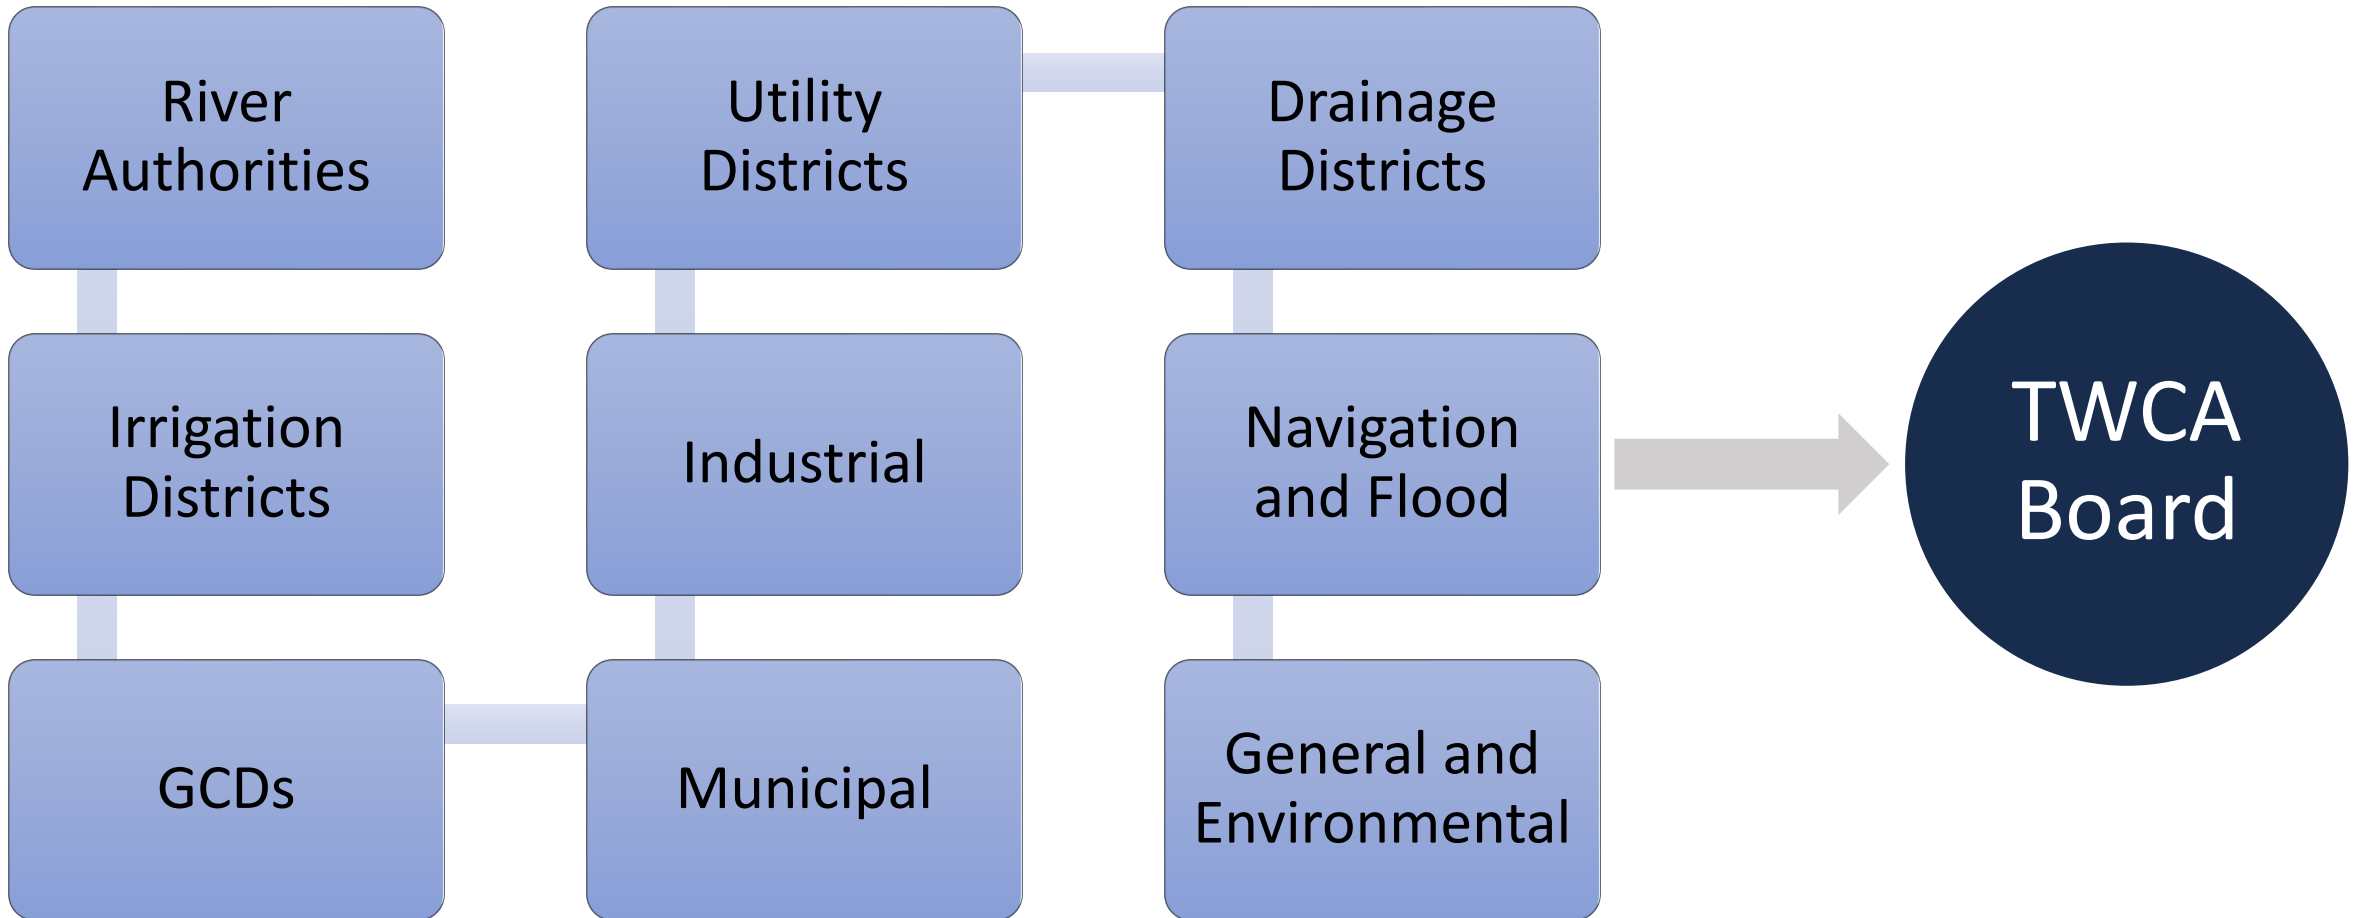 River
Authorities
Irrigation
Districts
GCDs
Municipal
Industrial
Utility
Districts
Drainage
Districts
Navigation
and Flood
General and
Environmental
TWCA
Board